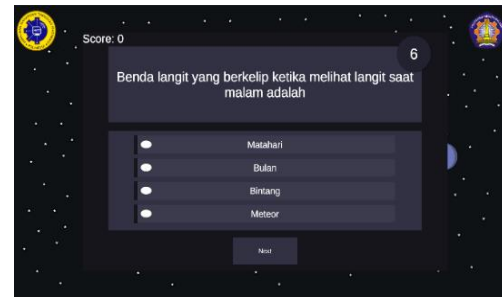 Score: 0
6
Benda langit yang berkelip ketika melihat langit saat
malam adalah
Matahari
Bulan
Bintang
Meteor
Next